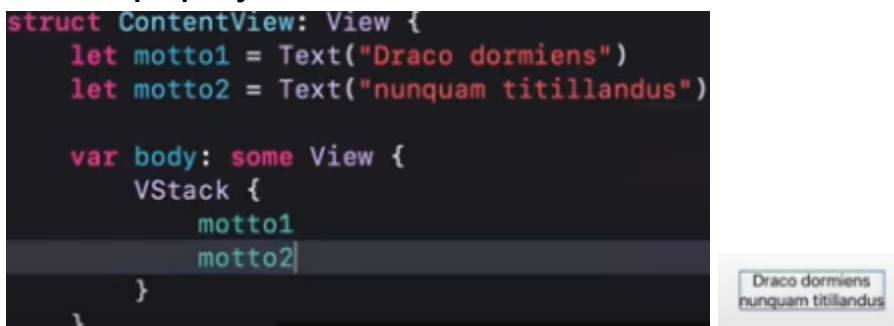 struct ContentView: View {
    let motto1 = Text("Draco dormiens")
    let motto2 = Text("nunquam titillandus")
    var body: some View {
        VStack {
            motto1
            motto2
        }
    }
Draco dormiens
nunquam titillandus